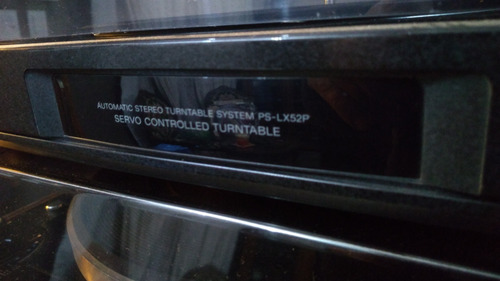 AUTOMATIC STEREO TURNTABLE SYSTEM PS-LX52P
SERVO CONTROLLED TURNTABLE